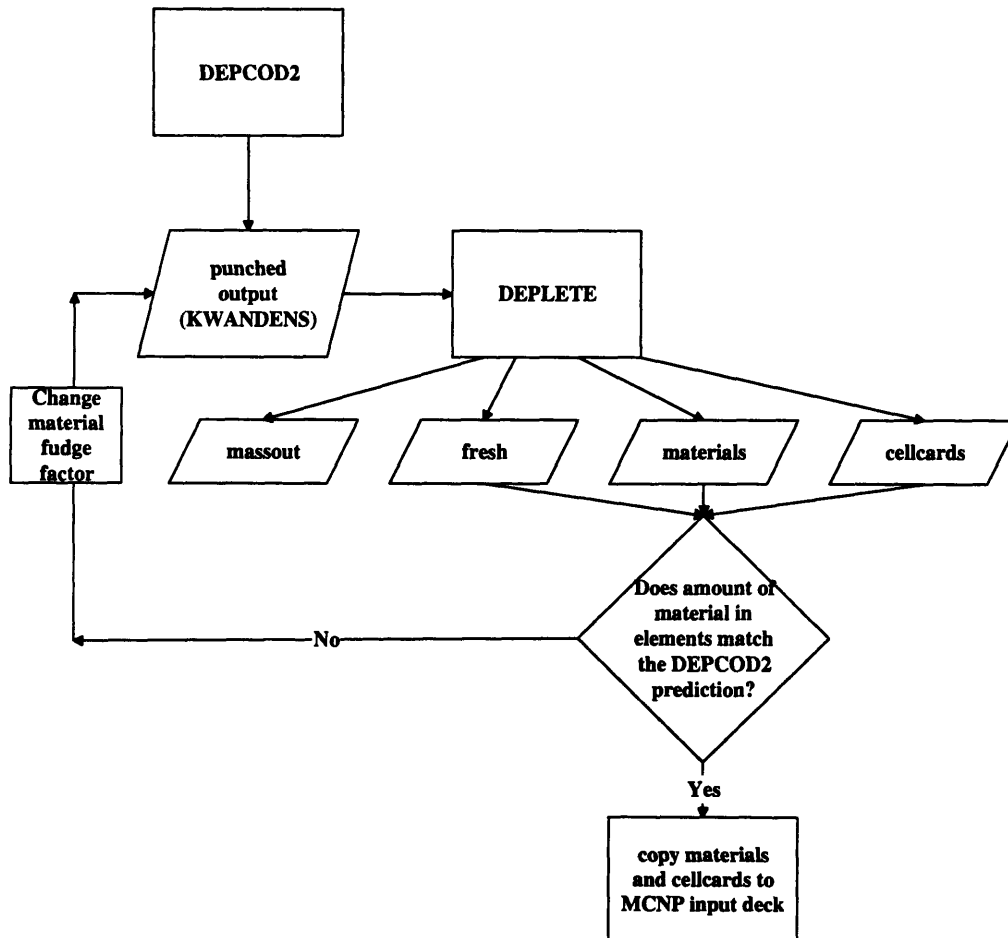 DEPCOD2
punched
output
(KWANDENS)
DEPLETE
Change
material
fudge
factor
massout
fresh
materials
cellcards
Does amount of
material in
elements match
the DEPCOD2
prediction?
No
Yes
copy materials
and cellcards to
MCNP input deck